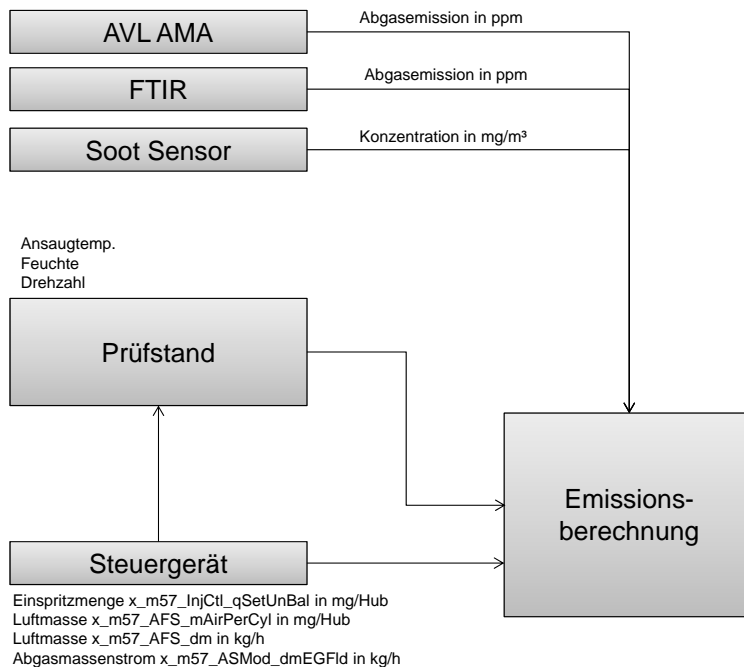 AVL AMA
Abgasemission in ppm
FTIR
Abgasemission in ppm
Soot Sensor
Konzentration in mg/m³
Ansaugtemp.
Feuchte
Drehzahl
Prüfstand
Emissions-
berechnung
Steuergerät
Einspritzmenge x_m57_InjCtl_qSetUnBal in mg/Hub
Luftmasse x_m57_AFS_mAirPerCyl in mg/Hub
Luftmasse x_m57_AFS_dm in kg/h
Abgasmassenstrom x_m57_ASMod_dmEGFld in kg/h